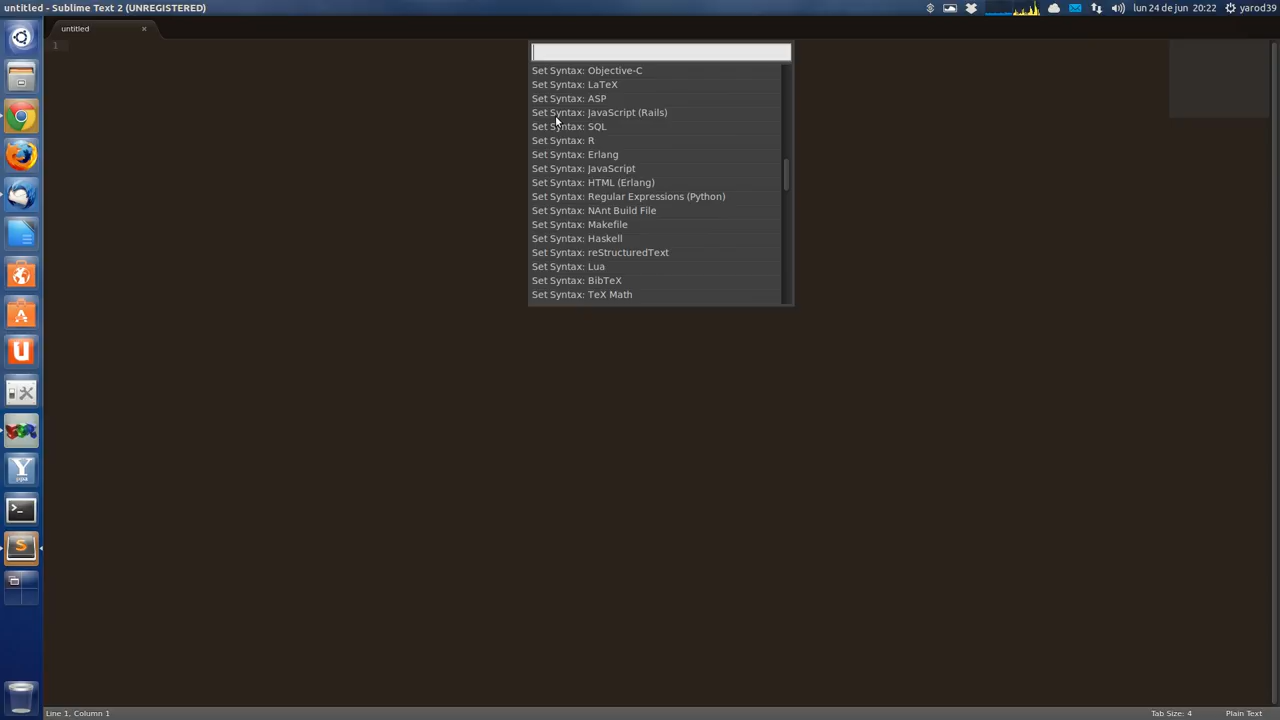 untitled - Sublime Text 2 (UNREGISTERED)
lun 24 de jun 20:22 yarod39
untitled ×
1
Set Syntax: Objective-C
Set Syntax: LaTeX
Set Syntax: ASP
Set Syntax: JavaScript (Rails)
Set Syntax: SQL
Set Syntax: R
Set Syntax: Erlang
Set Syntax: JavaScript
Set Syntax: HTML (Erlang)
Set Syntax: Regular Expressions (Python)
Set Syntax: NAnt Build File
Set Syntax: Makefile
Set Syntax: Haskell
Set Syntax: reStructuredText
Set Syntax: Lua
Set Syntax: BibTeX
Set Syntax: TeX Math
Line 1, Column 1
Tab Size: 4 Plain Text